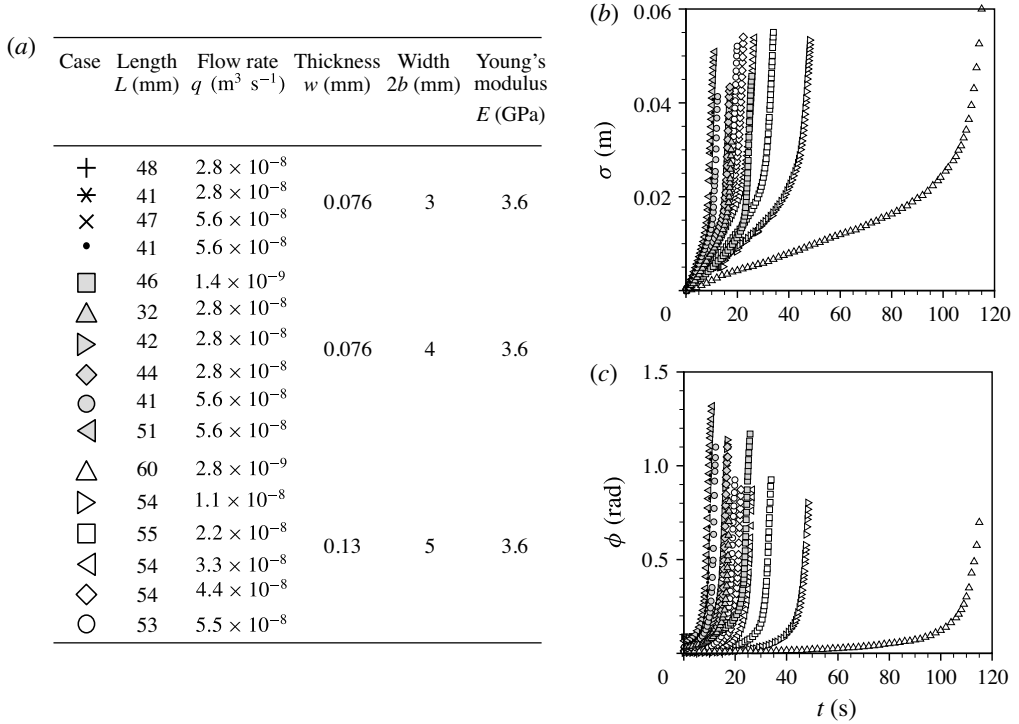 (a)
Case Length Flow rate Thickness Width Young's
L (mm) q (m³ s⁻¹) w (mm) 2b (mm) modulus
E (GPa)
48 2.8 × 10⁻⁸
41 2.8 × 10⁻⁸
0.076 3 3.6
47 5.6 × 10⁻⁸
41 5.6 × 10⁻⁸
46 1.4 × 10⁻⁹
32 2.8 × 10⁻⁸
42 2.8 × 10⁻⁸
0.076 4 3.6
44 2.8 × 10⁻⁸
41 5.6 × 10⁻⁸
51 5.6 × 10⁻⁸
60 2.8 × 10⁻⁹
54 1.1 × 10⁻⁸
55 2.2 × 10⁻⁸
0.13 5 3.6
54 3.3 × 10⁻⁸
54 4.4 × 10⁻⁸
53 5.5 × 10⁻⁸
(b)
0.06
0.04
σ (m)
0.02
0 20 40 60 80 100 120
(c)
1.5
1.0
ϕ (rad)
0.5
0 20 40 60 80 100 120
t (s)